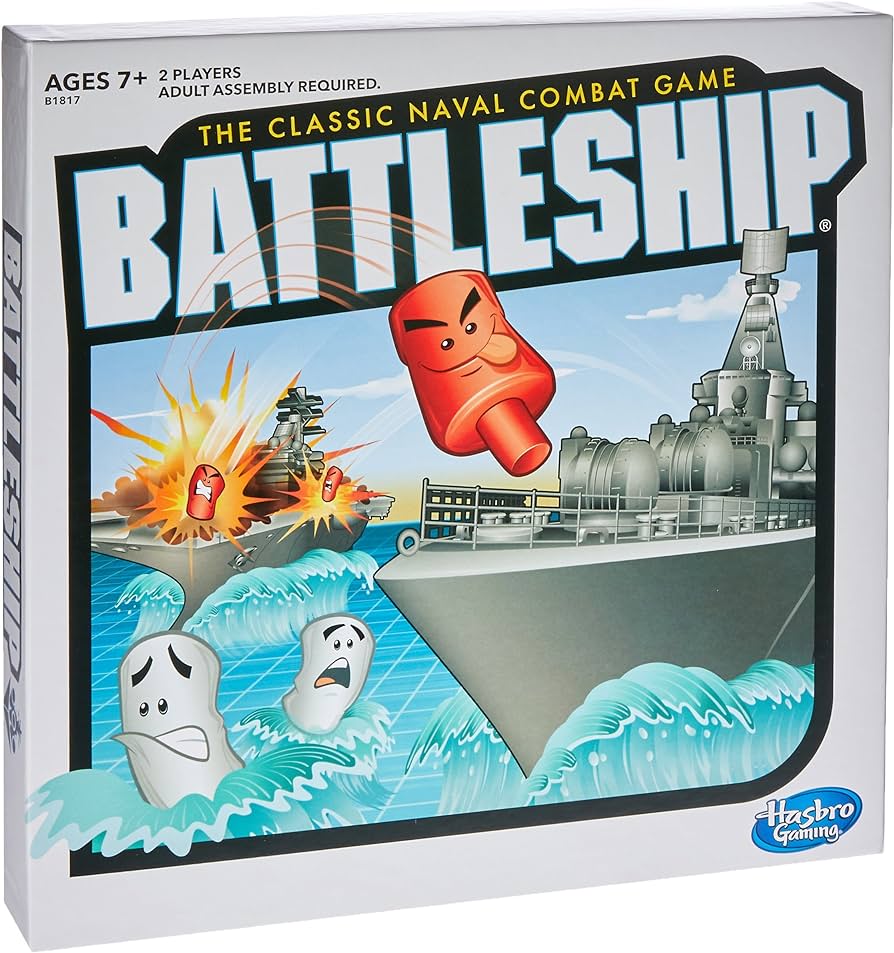 AGES 7+
B1817
2 PLAYERS
ADULT ASSEMBLY REQUIRED.
THE CLASSIC NAVAL COMBAT GAME
BATTLESHIP®
BATTLESHIP
Hasbro
Gaming